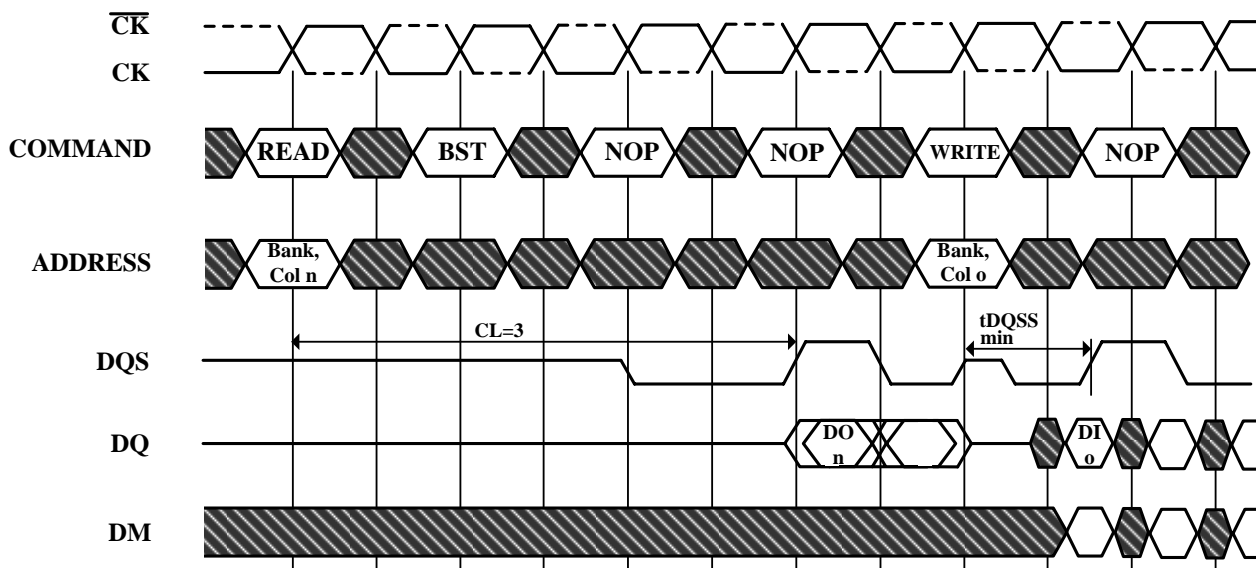 CK
CK
COMMAND
READ
BST
NOP
NOP
WRITE
NOP
ADDRESS
Bank,
Col n
Bank,
Col o
CL=3
tDQSS
min
DQS
DQ
DO
n
DI
o
DM